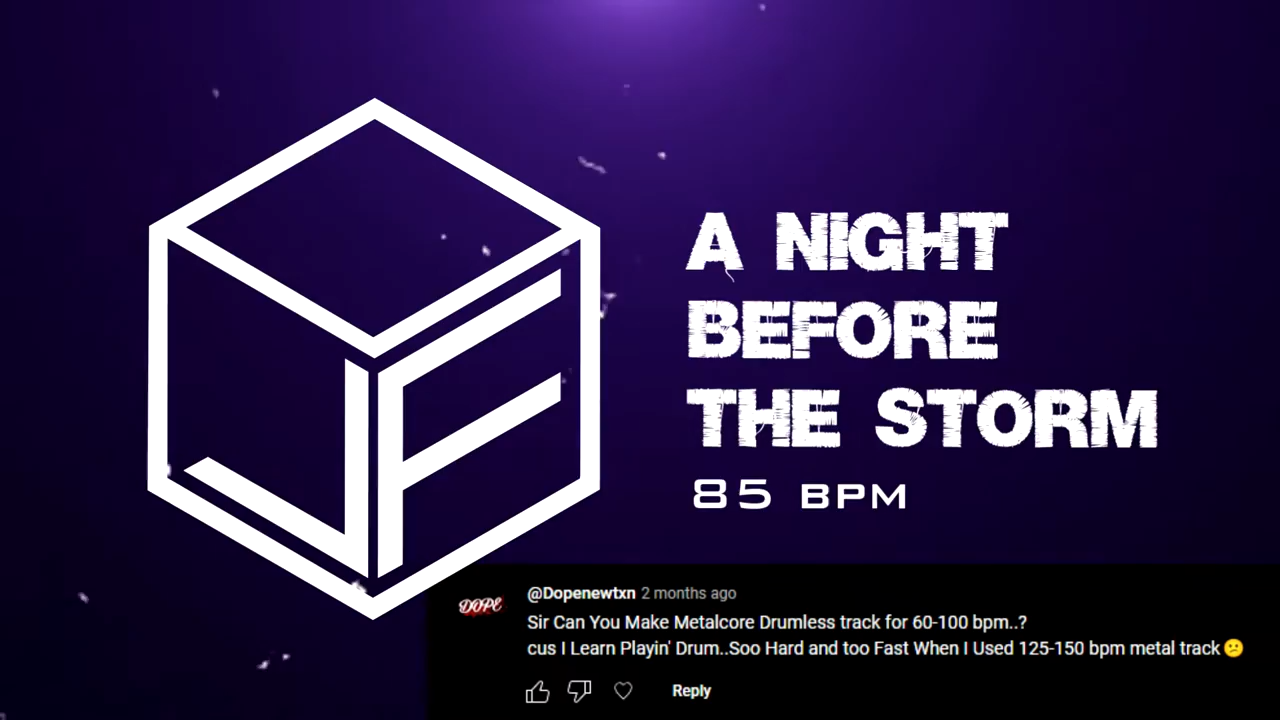 JF
A NIGHT
BEFORE
THE STORM
85 BPM
DOPE
@Dopenewtxn 2 months ago
Sir Can You Make Metalcore Drumless track for 60-100 bpm..?
cus I Learn Playin' Drum..Soo Hard and too Fast When I Used 125-150 bpm metal track 😕
Reply